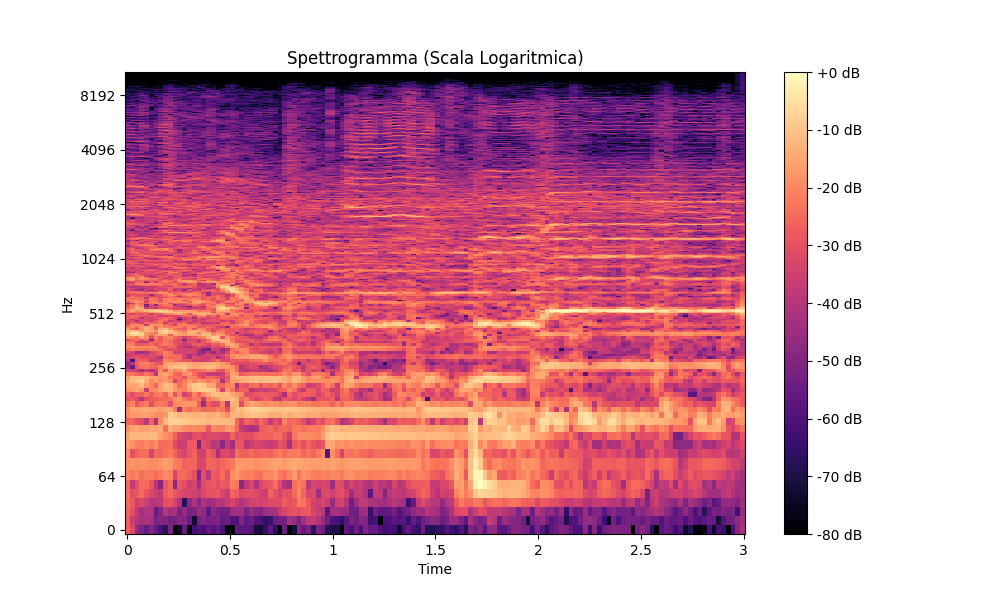 Spettrogramma (Scala Logaritmica)
8192
4096
2048
1024
512
256
128
64
0
Hz
0
0.5
1
1.5
2
2.5
3
Time
+0 dB
-10 dB
-20 dB
-30 dB
-40 dB
-50 dB
-60 dB
-70 dB
-80 dB